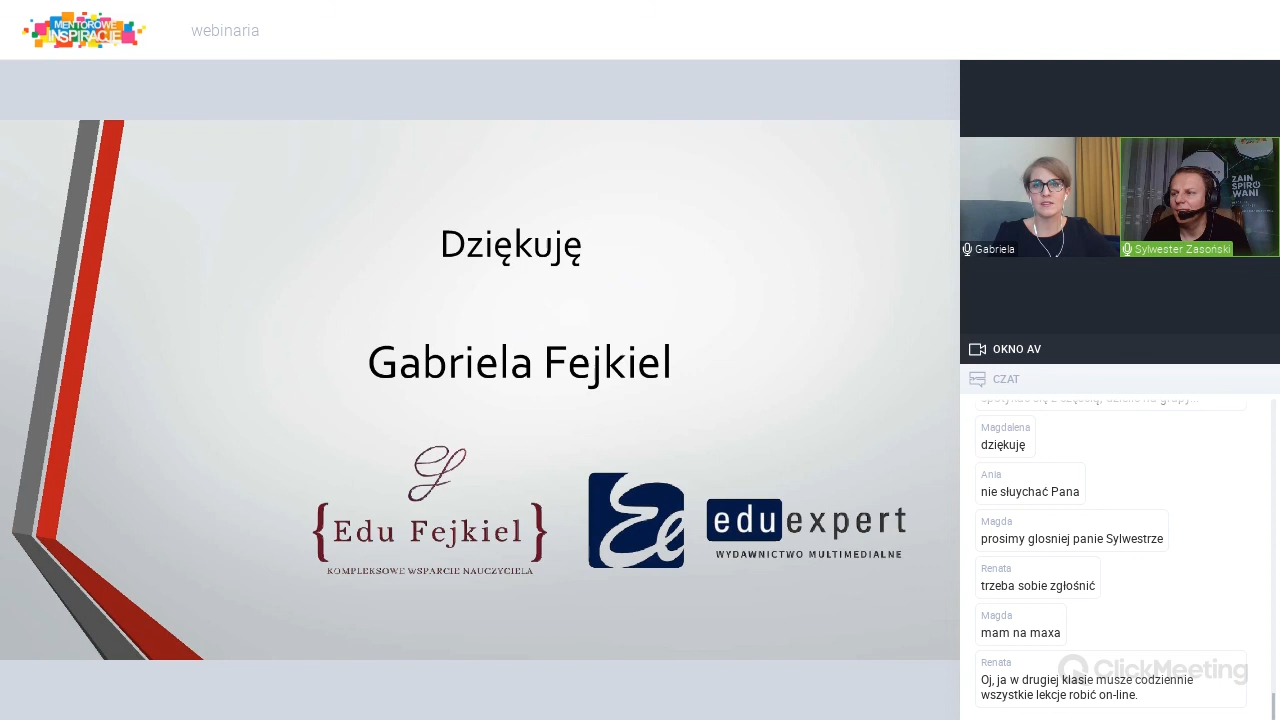 MENTOROWE
INSPIRACJE
webinaria
Dziękuję
Gabriela Fejkiel
{Edu Fejkiel}
KOMPLEKSOWE WSPARCIE NAUCZYCIELA
eduexpert
WYDAWNICTWO MULTIMEDIALNE
ZAIN
SPIRO
WANI
Gabriela
Sylwester Zasoński
OKNO AV
CZAT
Magdalena
dziękuję
Ania
nie słuychać Pana
Magda
prosimy glosniej panie Sylwestrze
Renata
trzeba sobie zgłośnić
Magda
mam na maxa
Renata
Oj, ja w drugiej klasie musze codziennie
wszystkie lekcje robić on-line.
ClickMeeting